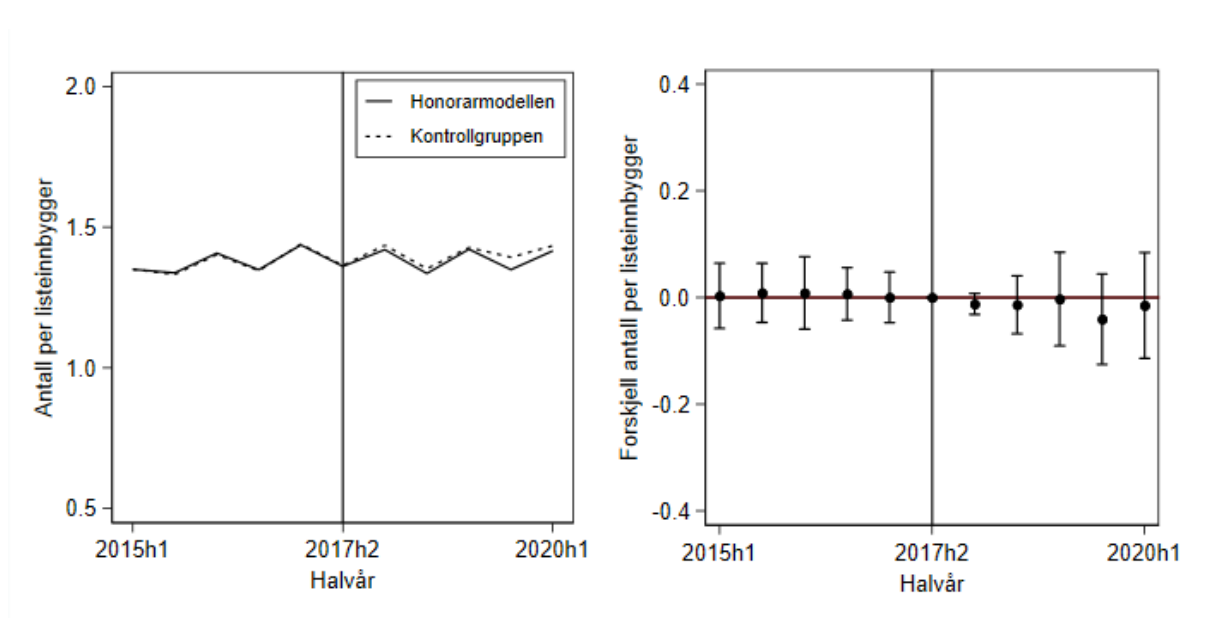 2.0
1.5
1.0
0.5
Antall per listeinnbygger
Honorarmodellen
Kontrollgruppen
2015h1
2017h2
2020h1
Halvår
0.4
0.2
0.0
-0.2
-0.4
Forskjell antall per listeinnbygger
2015h1
2017h2
2020h1
Halvår